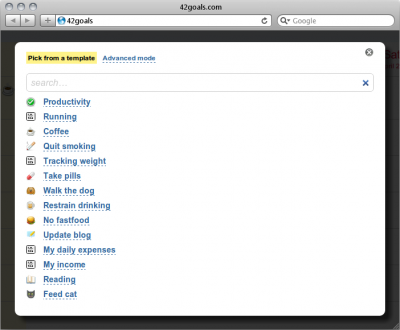 42goals.com
42goals
Google
Pick from a template Advanced mode
search...
Productivity
Running
Coffee
Quit smoking
Tracking weight
Take pills
Walk the dog
Restrain drinking
No fastfood
Update blog
My daily expenses
My income
Reading
Feed cat